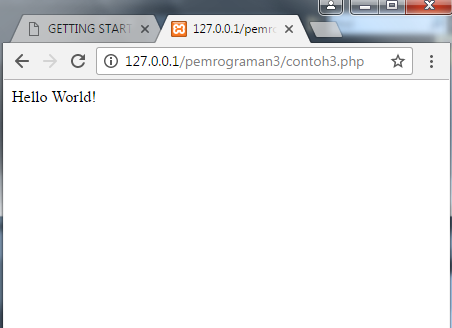 GETTING START
127.0.0.1/pemro
127.0.0.1/pemrograman3/contoh3.php
Hello World!